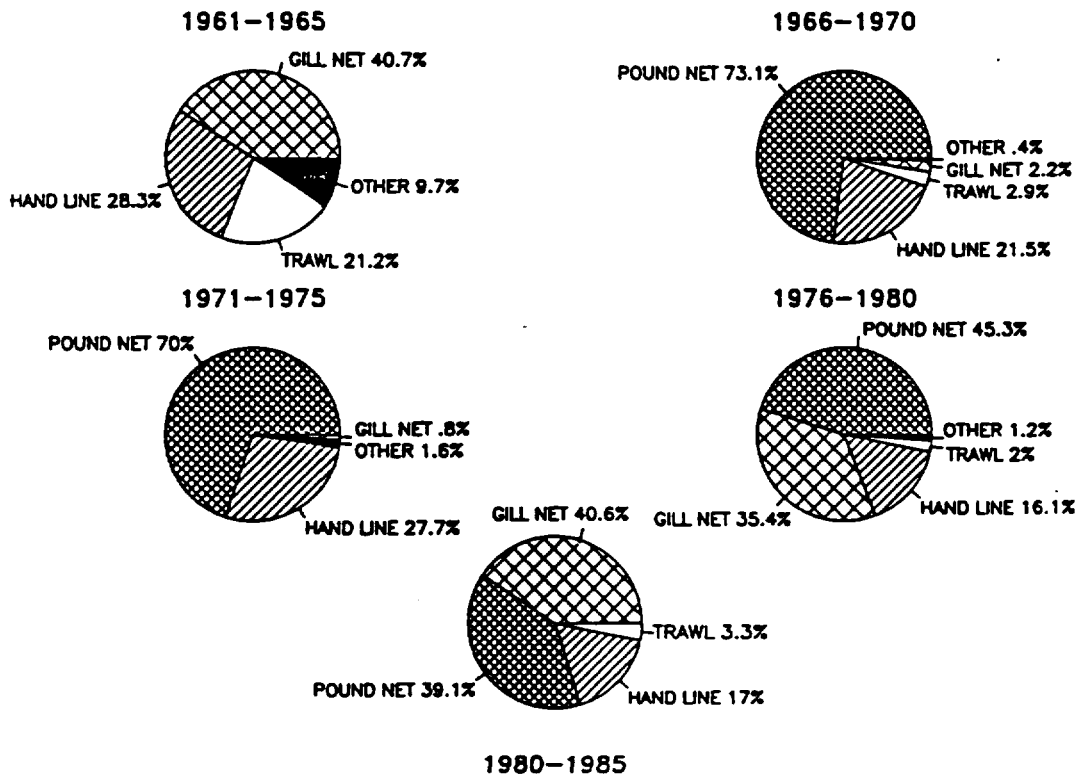 1961-1965
GILL NET 40.7%
OTHER 9.7%
HAND LINE 28.3%
TRAWL 21.2%
1966-1970
POUND NET 73.1%
OTHER .4%
GILL NET 2.2%
TRAWL 2.9%
HAND LINE 21.5%
1971-1975
POUND NET 70%
GILL NET .8%
OTHER 1.6%
HAND LINE 27.7%
1976-1980
POUND NET 45.3%
OTHER 1.2%
TRAWL 2%
HAND LINE 16.1%
GILL NET 35.4%
GILL NET 40.6%
TRAWL 3.3%
POUND NET 39.1%
HAND LINE 17%
1980-1985